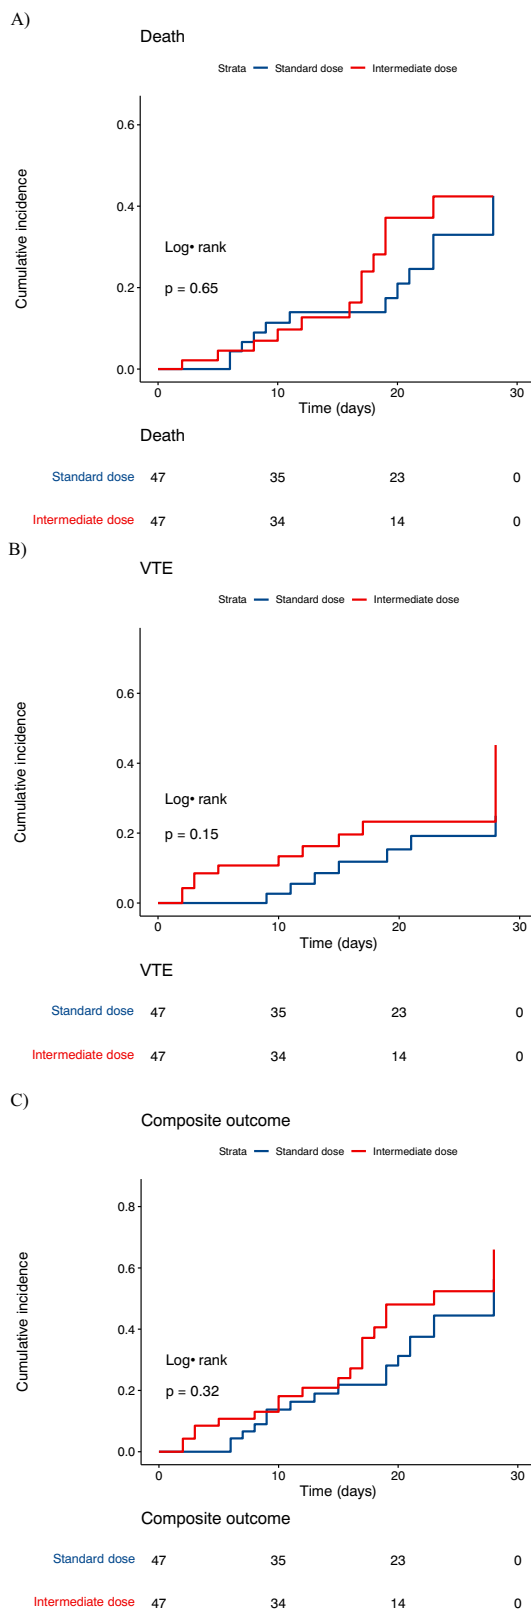 A)
Death
Strata Standard dose Intermediate dose
Cumulative incidence
0.6
0.4
Log• rank
0.2
p = 0.65
0.0
0 10 20 30
Time (days)
Death
Standard dose 47 35 23 0
Intermediate dose 47 34 14 0
B)
VTE
Strata Standard dose Intermediate dose
Cumulative incidence
0.6
0.4
Log• rank
0.2
p = 0.15
0.0
0 10 20 30
Time (days)
VTE
Standard dose 47 35 23 0
Intermediate dose 47 34 14 0
C)
Composite outcome
Strata Standard dose Intermediate dose
Cumulative incidence
0.8
0.6
0.4
Log• rank
0.2
p = 0.32
0.0
0 10 20 30
Time (days)
Composite outcome
Standard dose 47 35 23 0
Intermediate dose 47 34 14 0